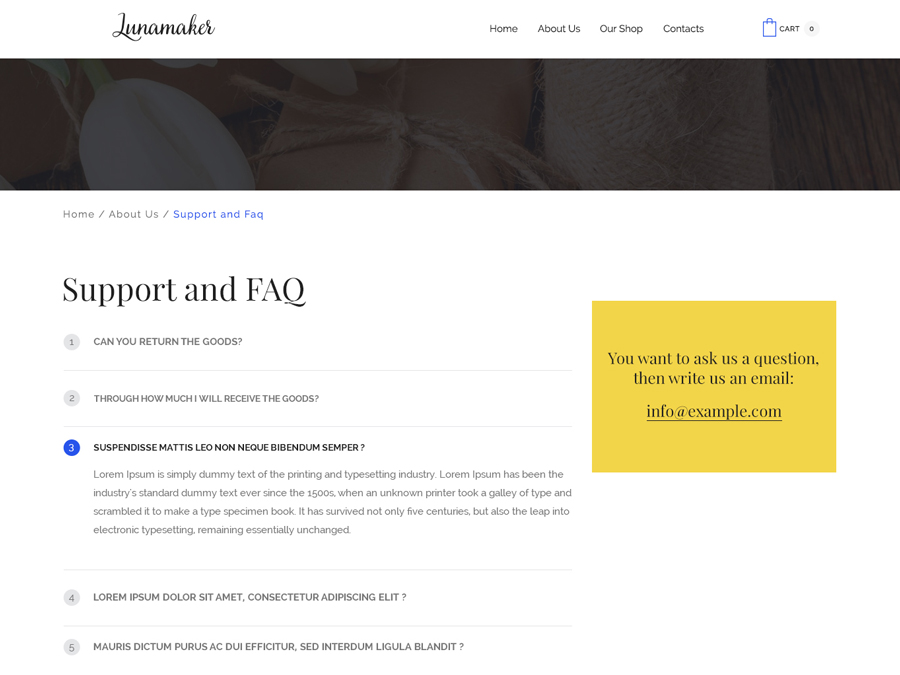 Lunamaker
Home About Us Our Shop Contacts CART 0
Home / About Us / Support and Faq
Support and FAQ
1 CAN YOU RETURN THE GOODS?
2 THROUGH HOW MUCH I WILL RECEIVE THE GOODS?
3 SUSPENDISSE MATTIS LEO NON NEQUE BIBENDUM SEMPER ?
Lorem Ipsum is simply dummy text of the printing and typesetting industry. Lorem Ipsum has been the
industry's standard dummy text ever since the 1500s, when an unknown printer took a galley of type and
scrambled it to make a type specimen book. It has survived not only five centuries, but also the leap into
electronic typesetting, remaining essentially unchanged.
4 LOREM IPSUM DOLOR SIT AMET, CONSECTETUR ADIPISCING ELIT ?
5 MAURIS DICTUM PURUS AC DUI EFFICITUR, SED INTERDUM LIGULA BLANDIT ?
You want to ask us a question,
then write us an email:
info@example.com